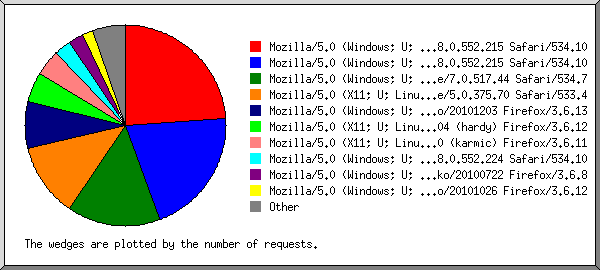 Mozilla/5.0 (Windows; U; ...8.0.552.215 Safari/534.10
Mozilla/5.0 (Windows; U; ...8.0.552.215 Safari/534.10
Mozilla/5.0 (Windows; U; ...e/7.0.517.44 Safari/534.7
Mozilla/5.0 (X11; U; Linu...e/5.0.375.70 Safari/533.4
Mozilla/5.0 (Windows; U; ...o/20101203 Firefox/3.6.13
Mozilla/5.0 (X11; U; Linu...04 (hardy) Firefox/3.6.12
Mozilla/5.0 (X11; U; Linu...0 (karmic) Firefox/3.6.11
Mozilla/5.0 (Windows; U; ...8.0.552.224 Safari/534.10
Mozilla/5.0 (Windows; U; ...ko/20100722 Firefox/3.6.8
Mozilla/5.0 (Windows; U; ...o/20101026 Firefox/3.6.12
Other
The wedges are plotted by the number of requests.